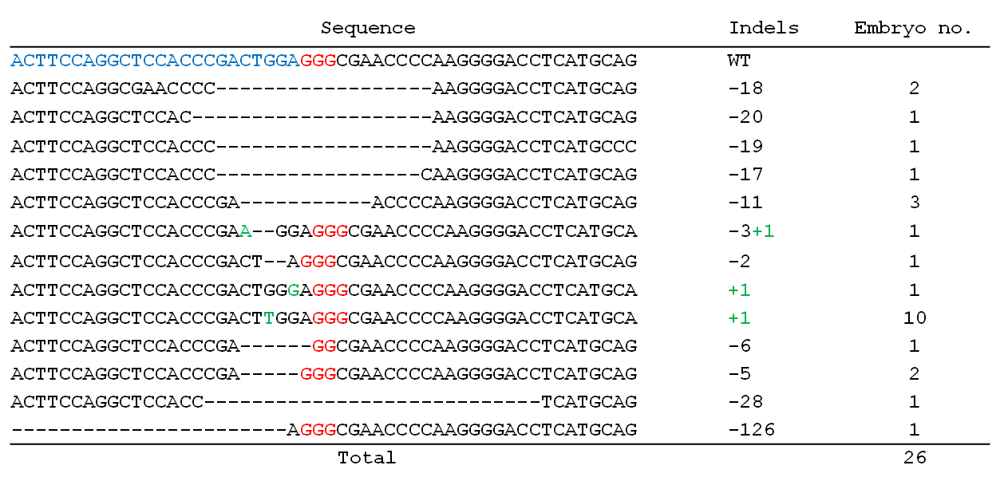 Sequence Indels Embryo no.
ACTTCCAGGCTCCACCCGACTGGAGGGCGAACCCCAAGGGGACCTCATGCAG WT
ACTTCCAGGCGAACCCC------------------AAGGGGACCTCATGCAG -18 2
ACTTCCAGGCTCCAC--------------------AAGGGGACCTCATGCAG -20 1
ACTTCCAGGCTCCACCC------------------AAGGGGACCTCATGCCC -19 1
ACTTCCAGGCTCCACCC-----------------CAAGGGGACCTCATGCAG -17 1
ACTTCCAGGCTCCACCCGA-----------ACCCCAAGGGGACCTCATGCAG -11 3
ACTTCCAGGCTCCACCCGAA--GGAGGGCGAACCCCAAGGGGACCTCATGCA -3+1 1
ACTTCCAGGCTCCACCCGACT--AGGGCGAACCCCAAGGGGACCTCATGCAG -2 1
ACTTCCAGGCTCCACCCGACTGGGAGGGCGAACCCCAAGGGGACCTCATGCA +1 1
ACTTCCAGGCTCCACCCGACTTGGAGGGCGAACCCCAAGGGGACCTCATGCA +1 10
ACTTCCAGGCTCCACCCGA------GGCGAACCCCAAGGGGACCTCATGCAG -6 1
ACTTCCAGGCTCCACCCGA-----GGGCGAACCCCAAGGGGACCTCATGCAG -5 2
ACTTCCAGGCTCCACC----------------------------TCATGCAG -28 1
-----------------------AGGGCGAACCCCAAGGGGACCTCATGCAG -126 1
Total 26